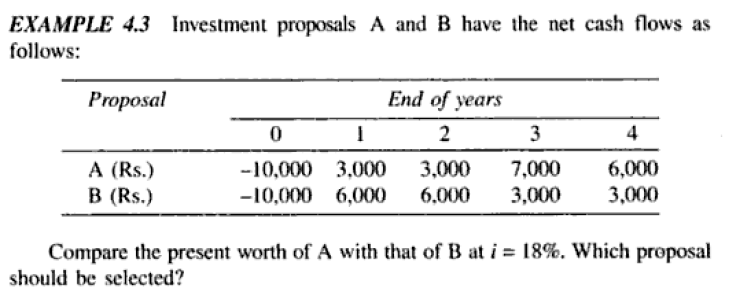 EXAMPLE 4.3 Investment proposals A and B have the net cash flows as
follows:
Proposal End of years
0 1 2 3 4
A (Rs.) −10,000 3,000 3,000 7,000 6,000
B (Rs.) −10,000 6,000 6,000 3,000 3,000
Compare the present worth of A with that of B at i = 18%. Which proposal
should be selected?